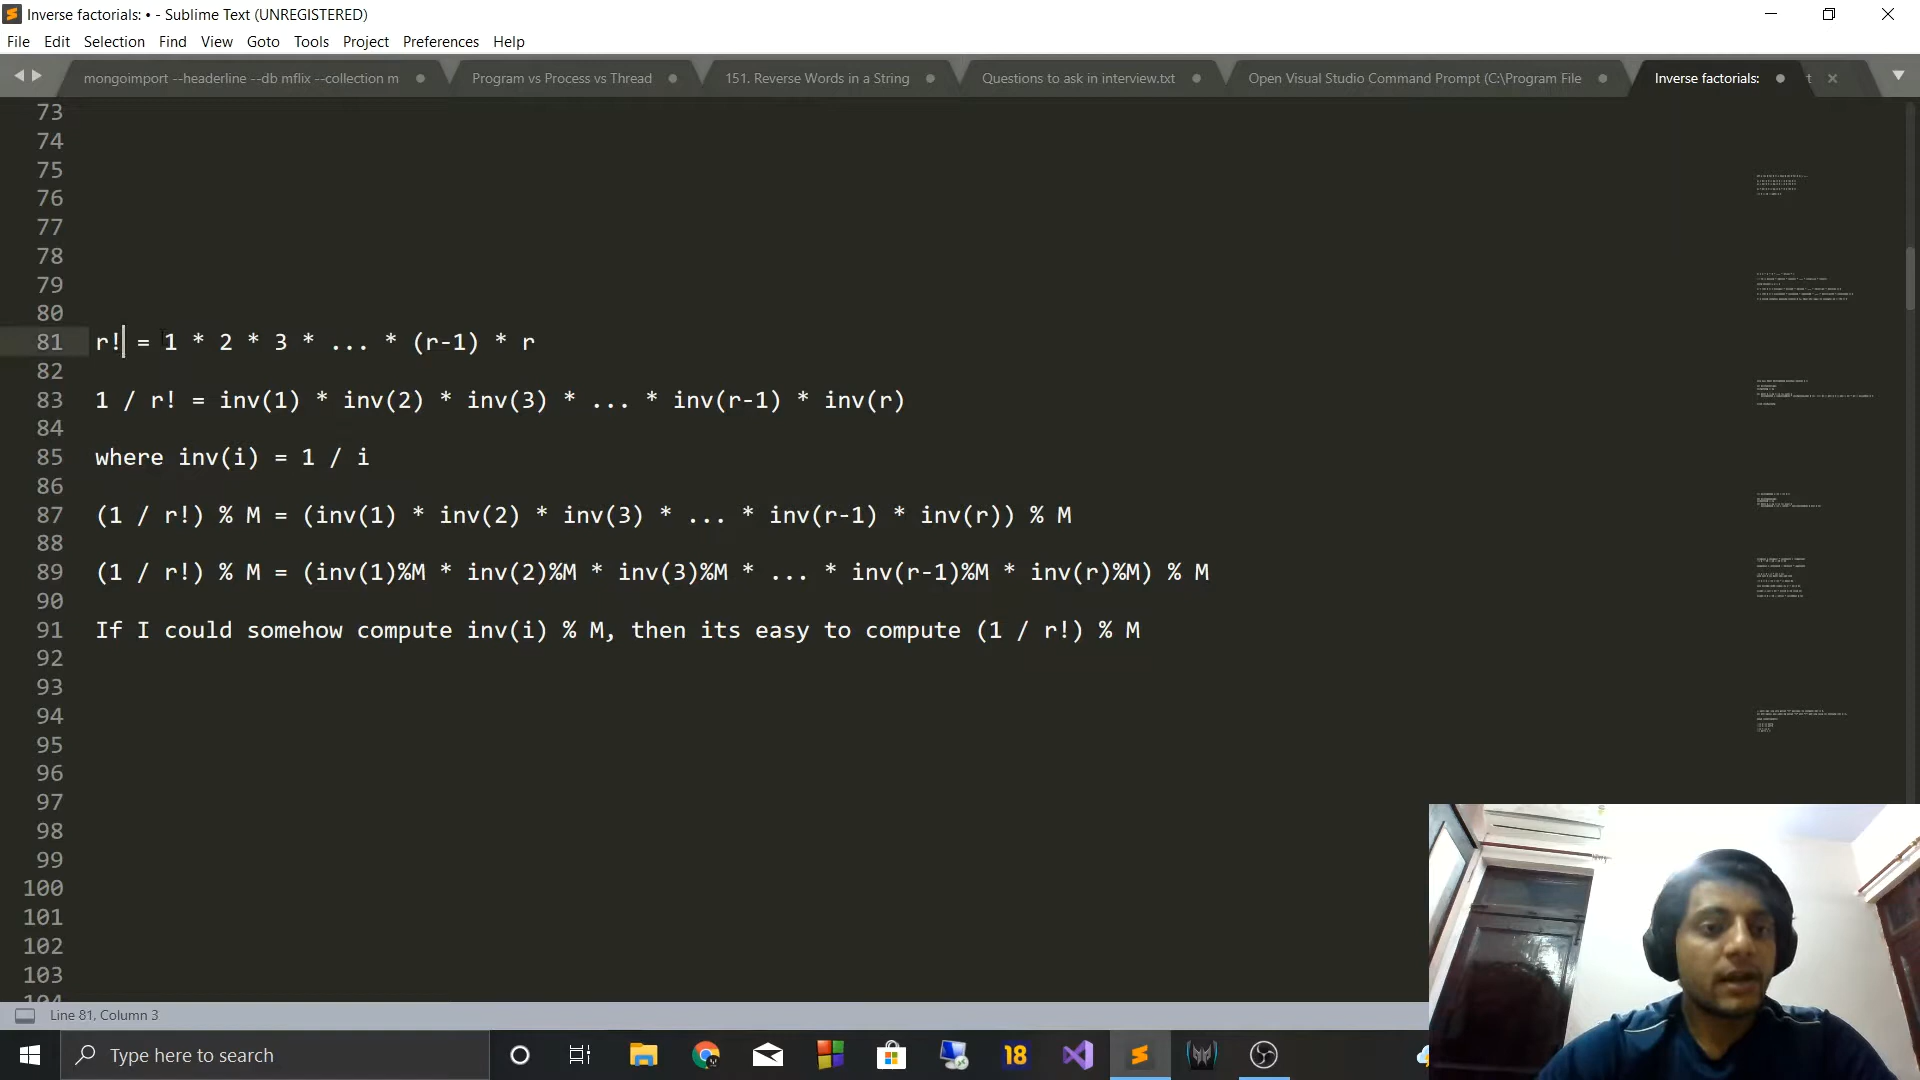 Inverse factorials: • - Sublime Text (UNREGISTERED)
File Edit Selection Find View Goto Tools Project Preferences Help
mongoimport --headerline --db mflix --collection m Program vs Process vs Thread 151. Reverse Words in a String Questions to ask in interview.txt Open Visual Studio Command Prompt (C:\Program File Inverse factorials: t
73
74
75
76
77
78
79
80
81 r! = 1 * 2 * 3 * ... * (r-1) * r
82
83 1 / r! = inv(1) * inv(2) * inv(3) * ... * inv(r-1) * inv(r)
84
85 where inv(i) = 1 / i
86
87 (1 / r!) % M = (inv(1) * inv(2) * inv(3) * ... * inv(r-1) * inv(r)) % M
88
89 (1 / r!) % M = (inv(1)%M * inv(2)%M * inv(3)%M * ... * inv(r-1)%M * inv(r)%M) % M
90
91 If I could somehow compute inv(i) % M, then its easy to compute (1 / r!) % M
92
93
94
95
96
97
98
99
100
101
102
103
104
Line 81, Column 3
Type here to search
18